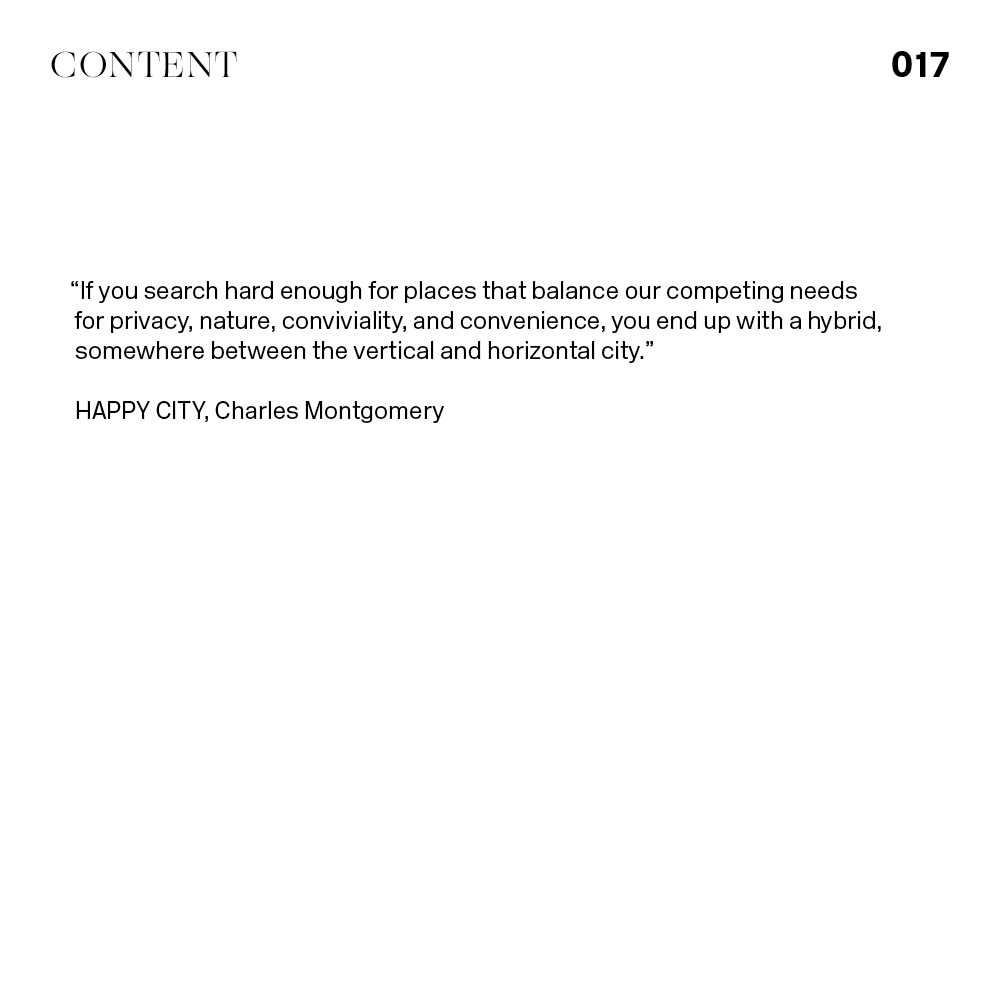 CONTENT
017
“If you search hard enough for places that balance our competing needs
for privacy, nature, conviviality, and convenience, you end up with a hybrid,
somewhere between the vertical and horizontal city.”
HAPPY CITY, Charles Montgomery